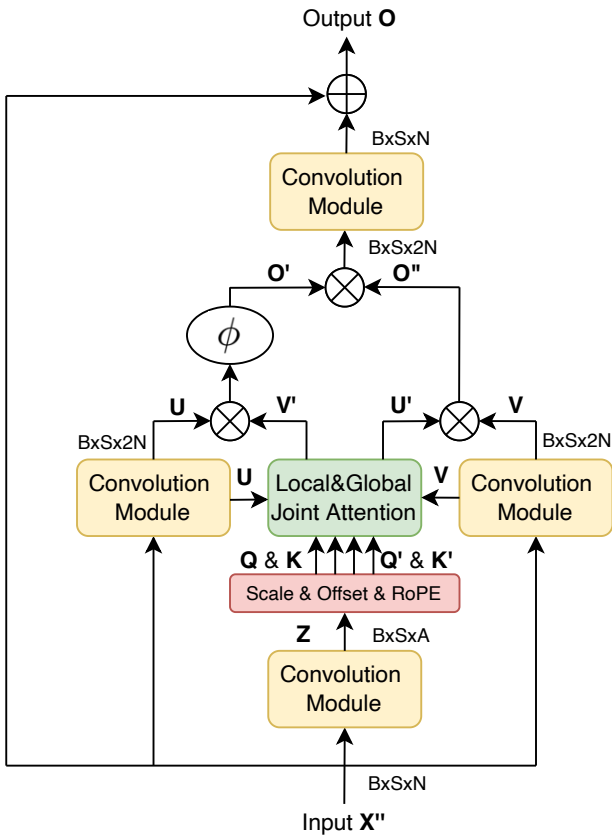 Output O
BxSxN
Convolution
Module
BxSx2N
O'
O"
ϕ
U
V'
U'
V
BxSx2N
BxSx2N
Convolution
Module
U
Local&Global
Joint Attention
V
Convolution
Module
Q & K
Q' & K'
Scale & Offset & RoPE
Z
BxSxA
Convolution
Module
BxSxN
Input X"